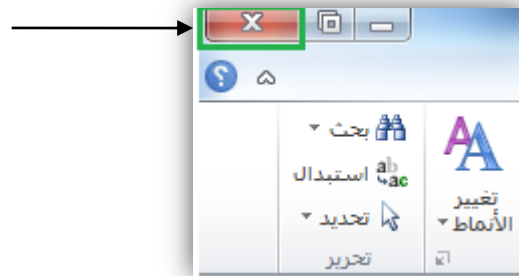 بحث
استبدال
تحديد
تحرير
تغيير
الأنماط